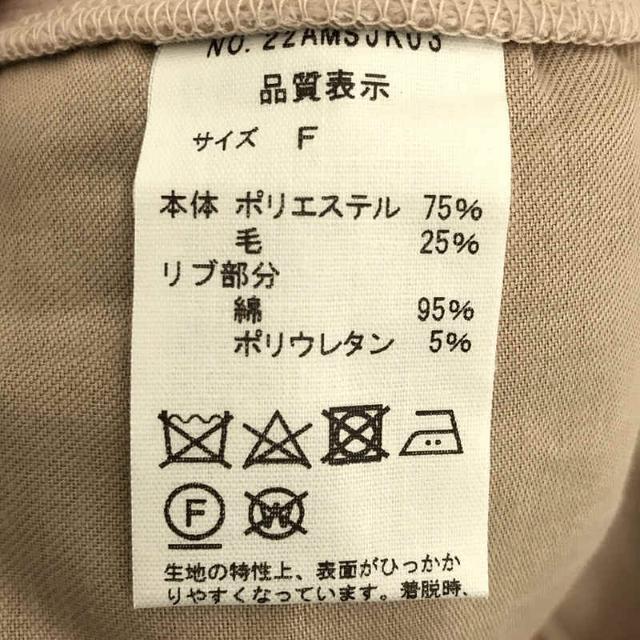 NO. 22AMSJK03
品質表示
サイズ F
本体 ポリエステル 75%
毛 25%
リブ部分
綿 95%
ポリウレタン 5%
W
F
生地の特性上、表面がひっかか
りやすくなっています。着脱時、